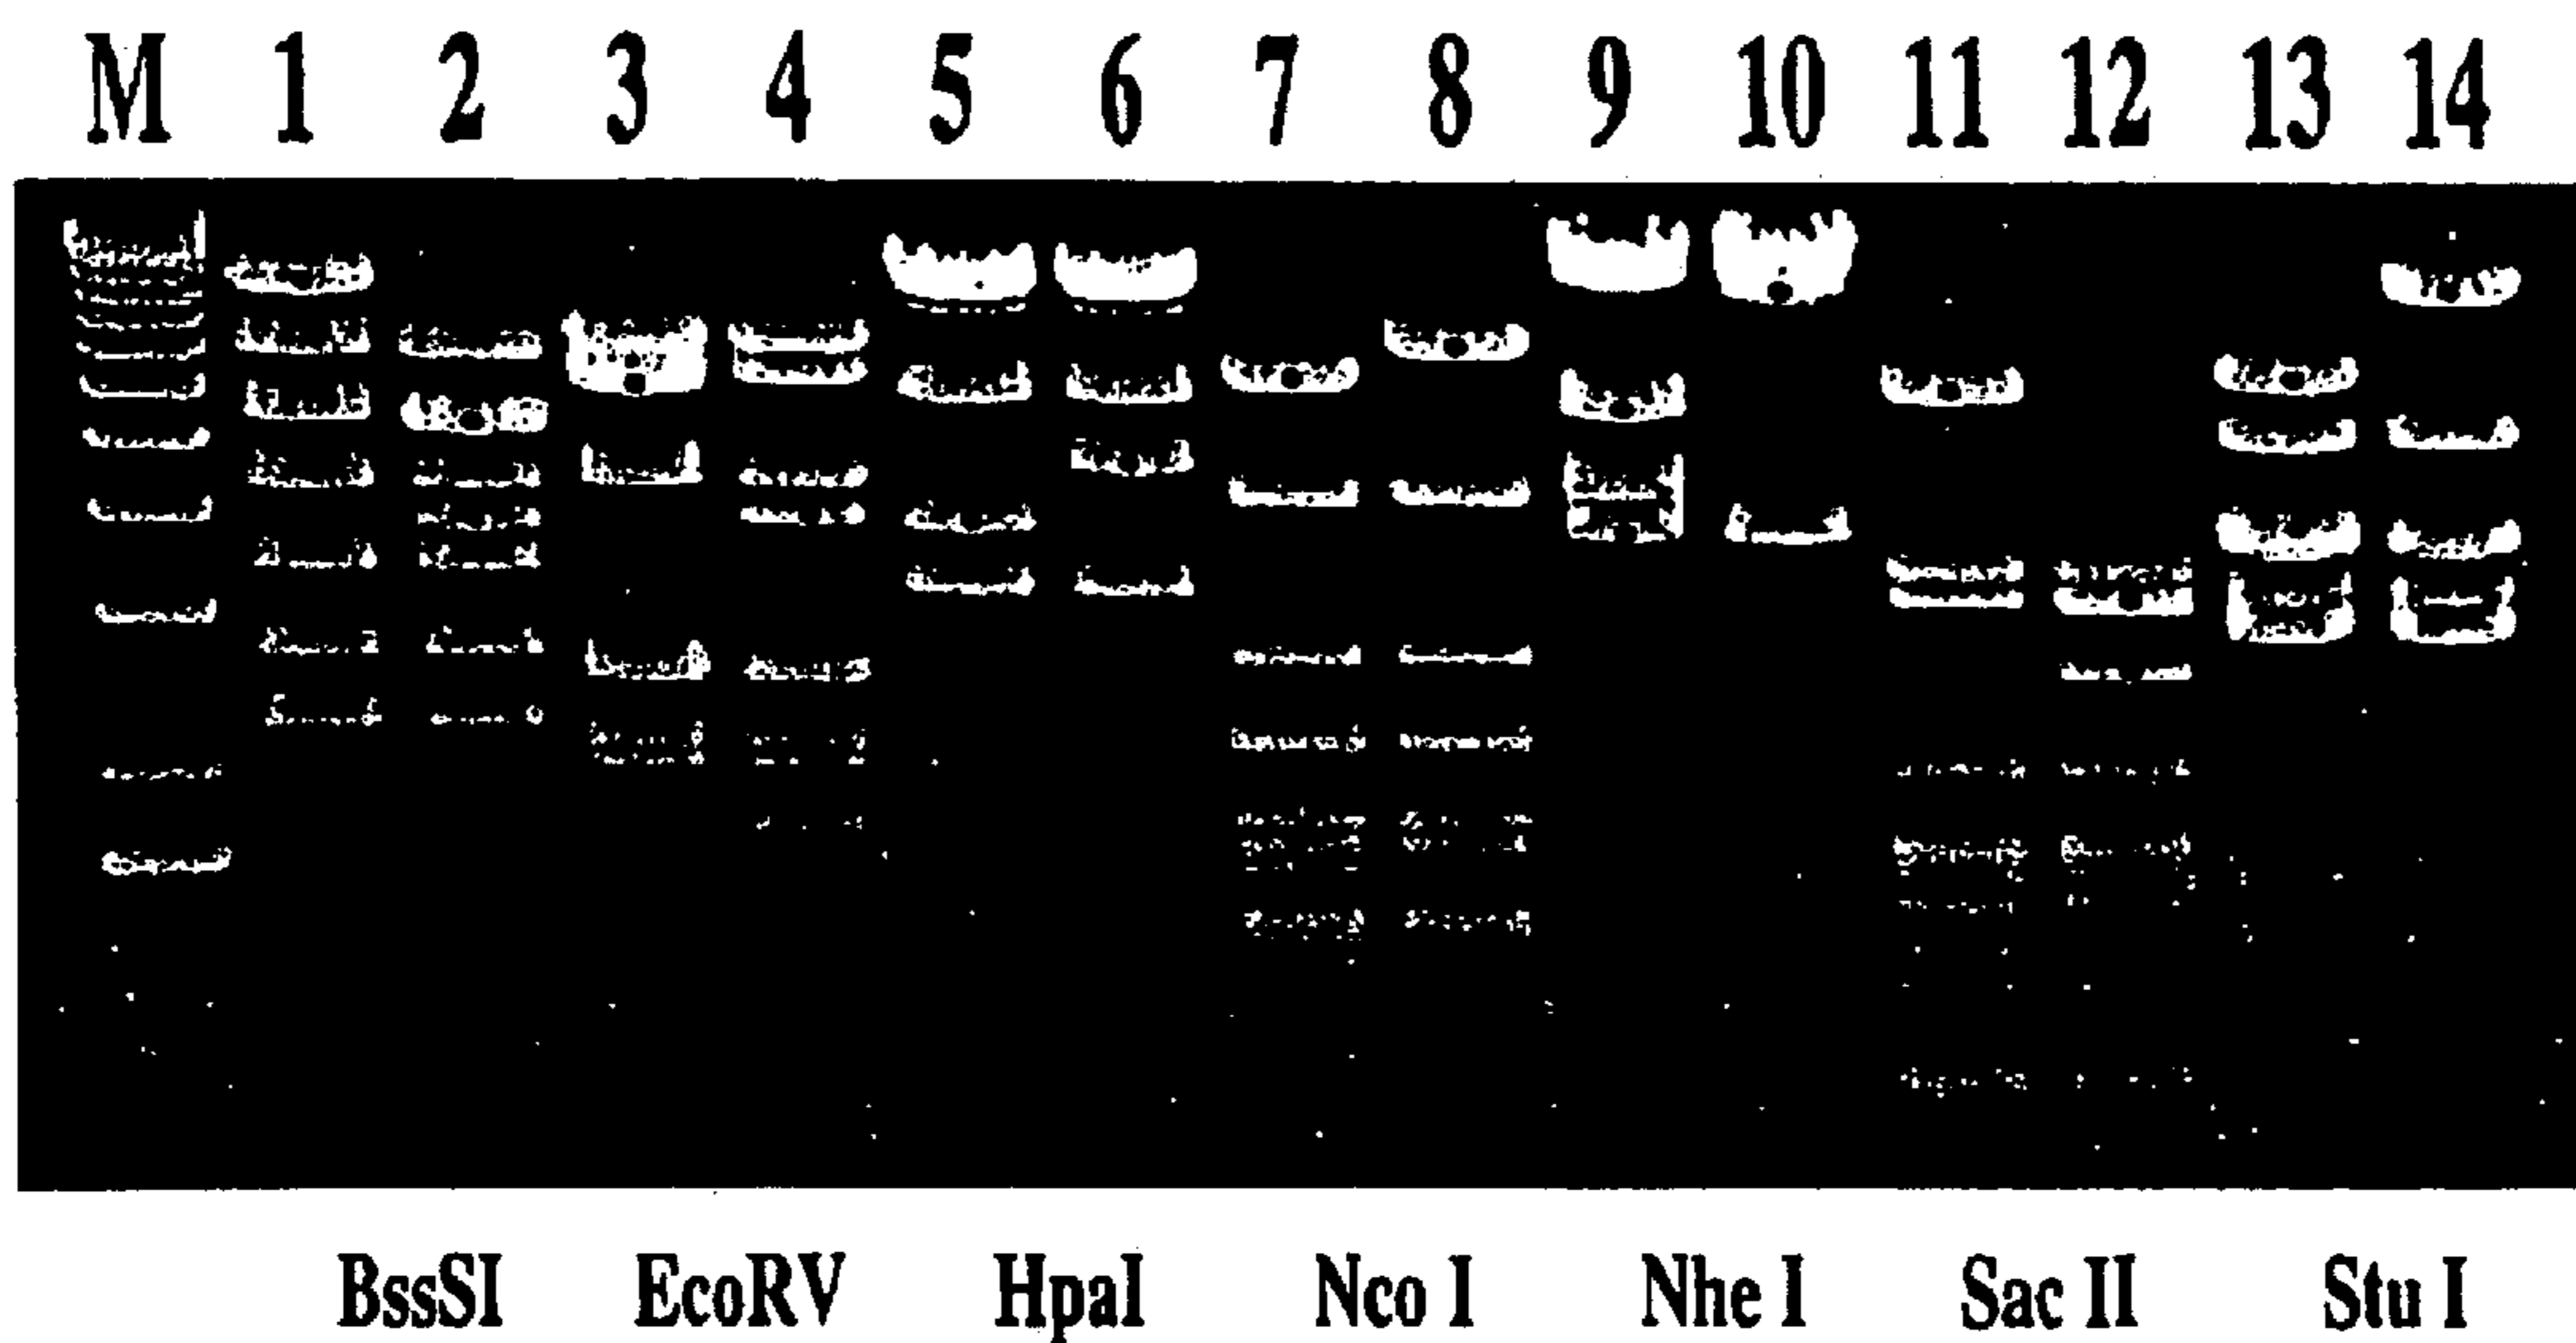 M 1 2 3 4 5 6 7 8 9 10 11 12 13 14
BssSI EcoRV HpaI Nco I Nhe I Sac II Stu I